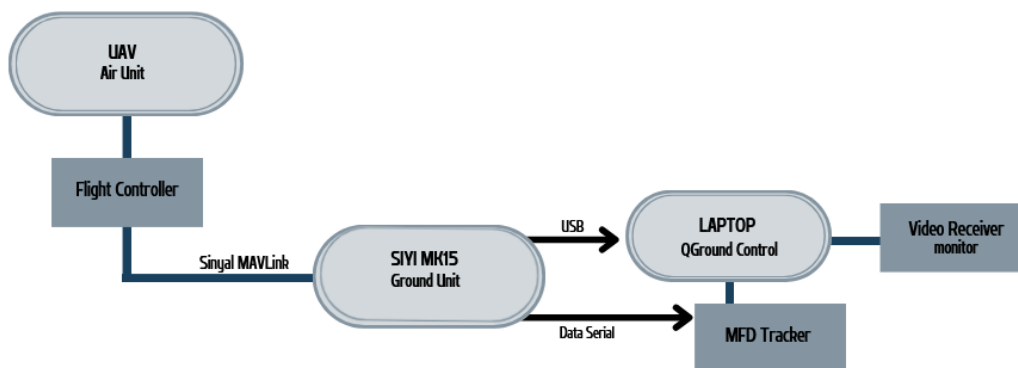 UAV
Air Unit
Flight Controller
Sinyal MAVLink
SIYI MK15
Ground Unit
USB
Data Serial
LAPTOP
QGround Control
MFD Tracker
Video Receiver
monitor